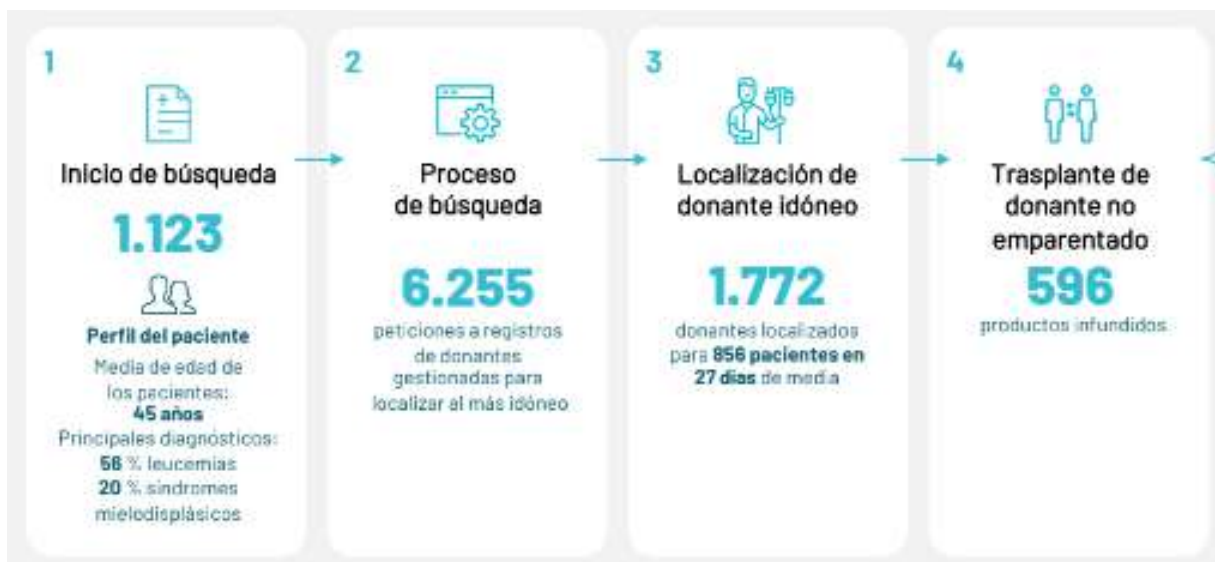 1
Inicio de búsqueda
1.123
Perfil del paciente
Media de edad de
los pacientes:
45 años
Principales diagnósticos:
56 % leucemias
20 % síndromes
mielodisplásicos
2
Proceso
de búsqueda
6.255
peticiones a registros
de donantes
gestionadas para
localizar al más idóneo
3
Localización de
donante idóneo
1.772
donantes localizados
para 856 pacientes en
27 días de media
4
Trasplante de
donante no
emparentado
596
productos infundidos